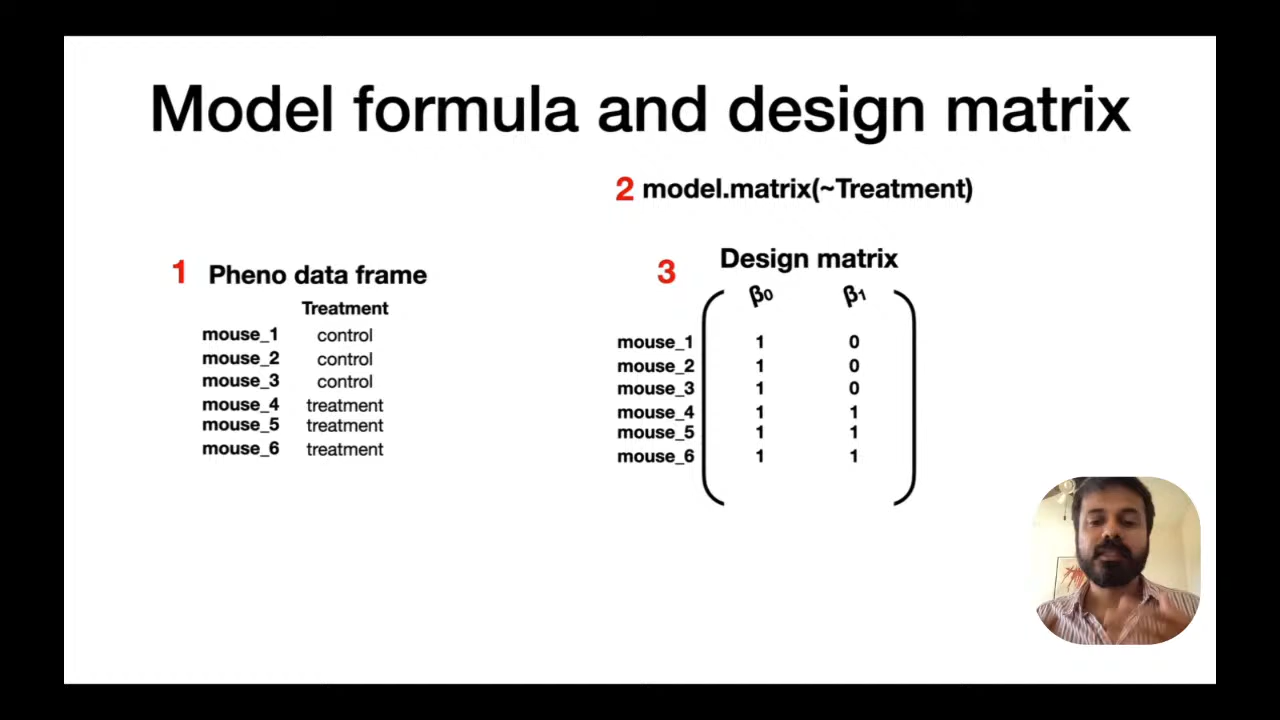 Model formula and design matrix
2 model.matrix(~Treatment)
1 Pheno data frame
Treatment
mouse_1 control
mouse_2 control
mouse_3 control
mouse_4 treatment
mouse_5 treatment
mouse_6 treatment
3 Design matrix
β0 β1
mouse_1 1 0
mouse_2 1 0
mouse_3 1 0
mouse_4 1 1
mouse_5 1 1
mouse_6 1 1